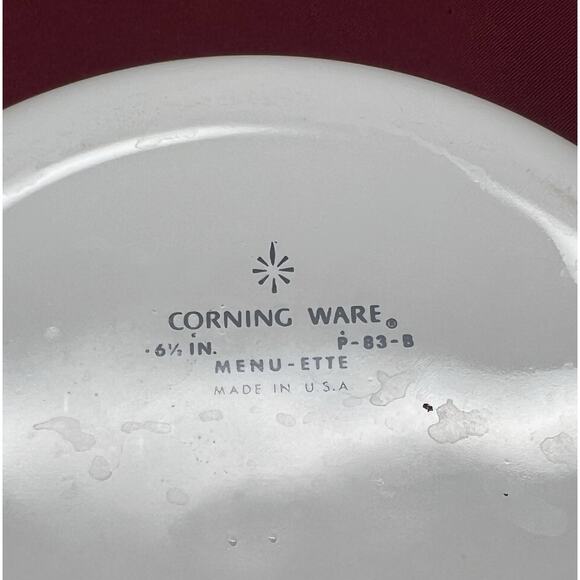 CORNING WARE®
6½ IN. P-83-B
MENU-ETTE
MADE IN U.S.A